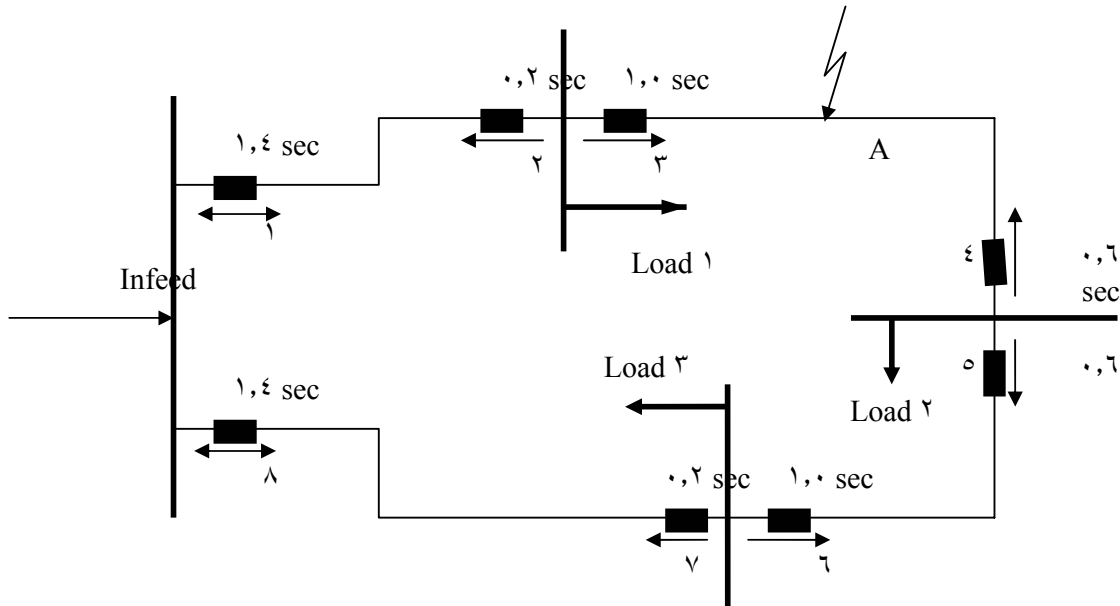 ٠,٢ sec
١,٠ sec
١,٤ sec
٢
٣
A
١
Load ١
٤
٠,٦
sec
Infeed
Load ٣
٥
٠,٦
١,٤ sec
Load ٢
٨
٠,٢ sec
١,٠ sec
٧
٦